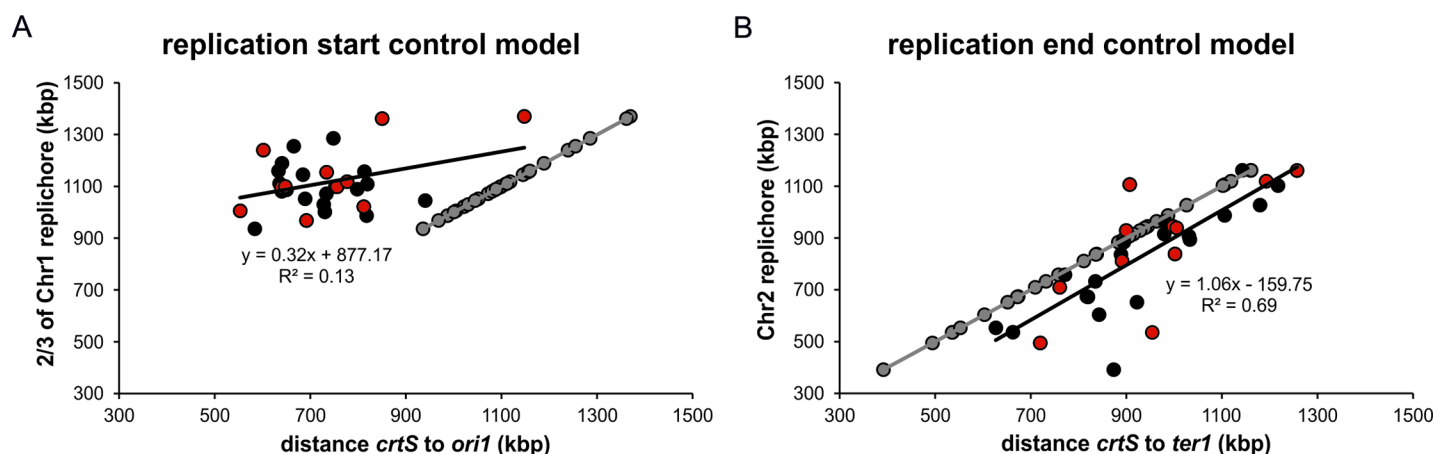 A
replication start control model
2/3 of Chr1 replichore (kbp)
1500
1300
1100
900
700
500
300
y = 0.32x + 877.17
R² = 0.13
300 500 700 900 1100 1300 1500
distance crtS to ori1 (kbp)
B
replication end control model
Chr2 replichore (kbp)
1500
1300
1100
900
700
500
300
y = 1.06x - 159.75
R² = 0.69
300 500 700 900 1100 1300 1500
distance crtS to ter1 (kbp)